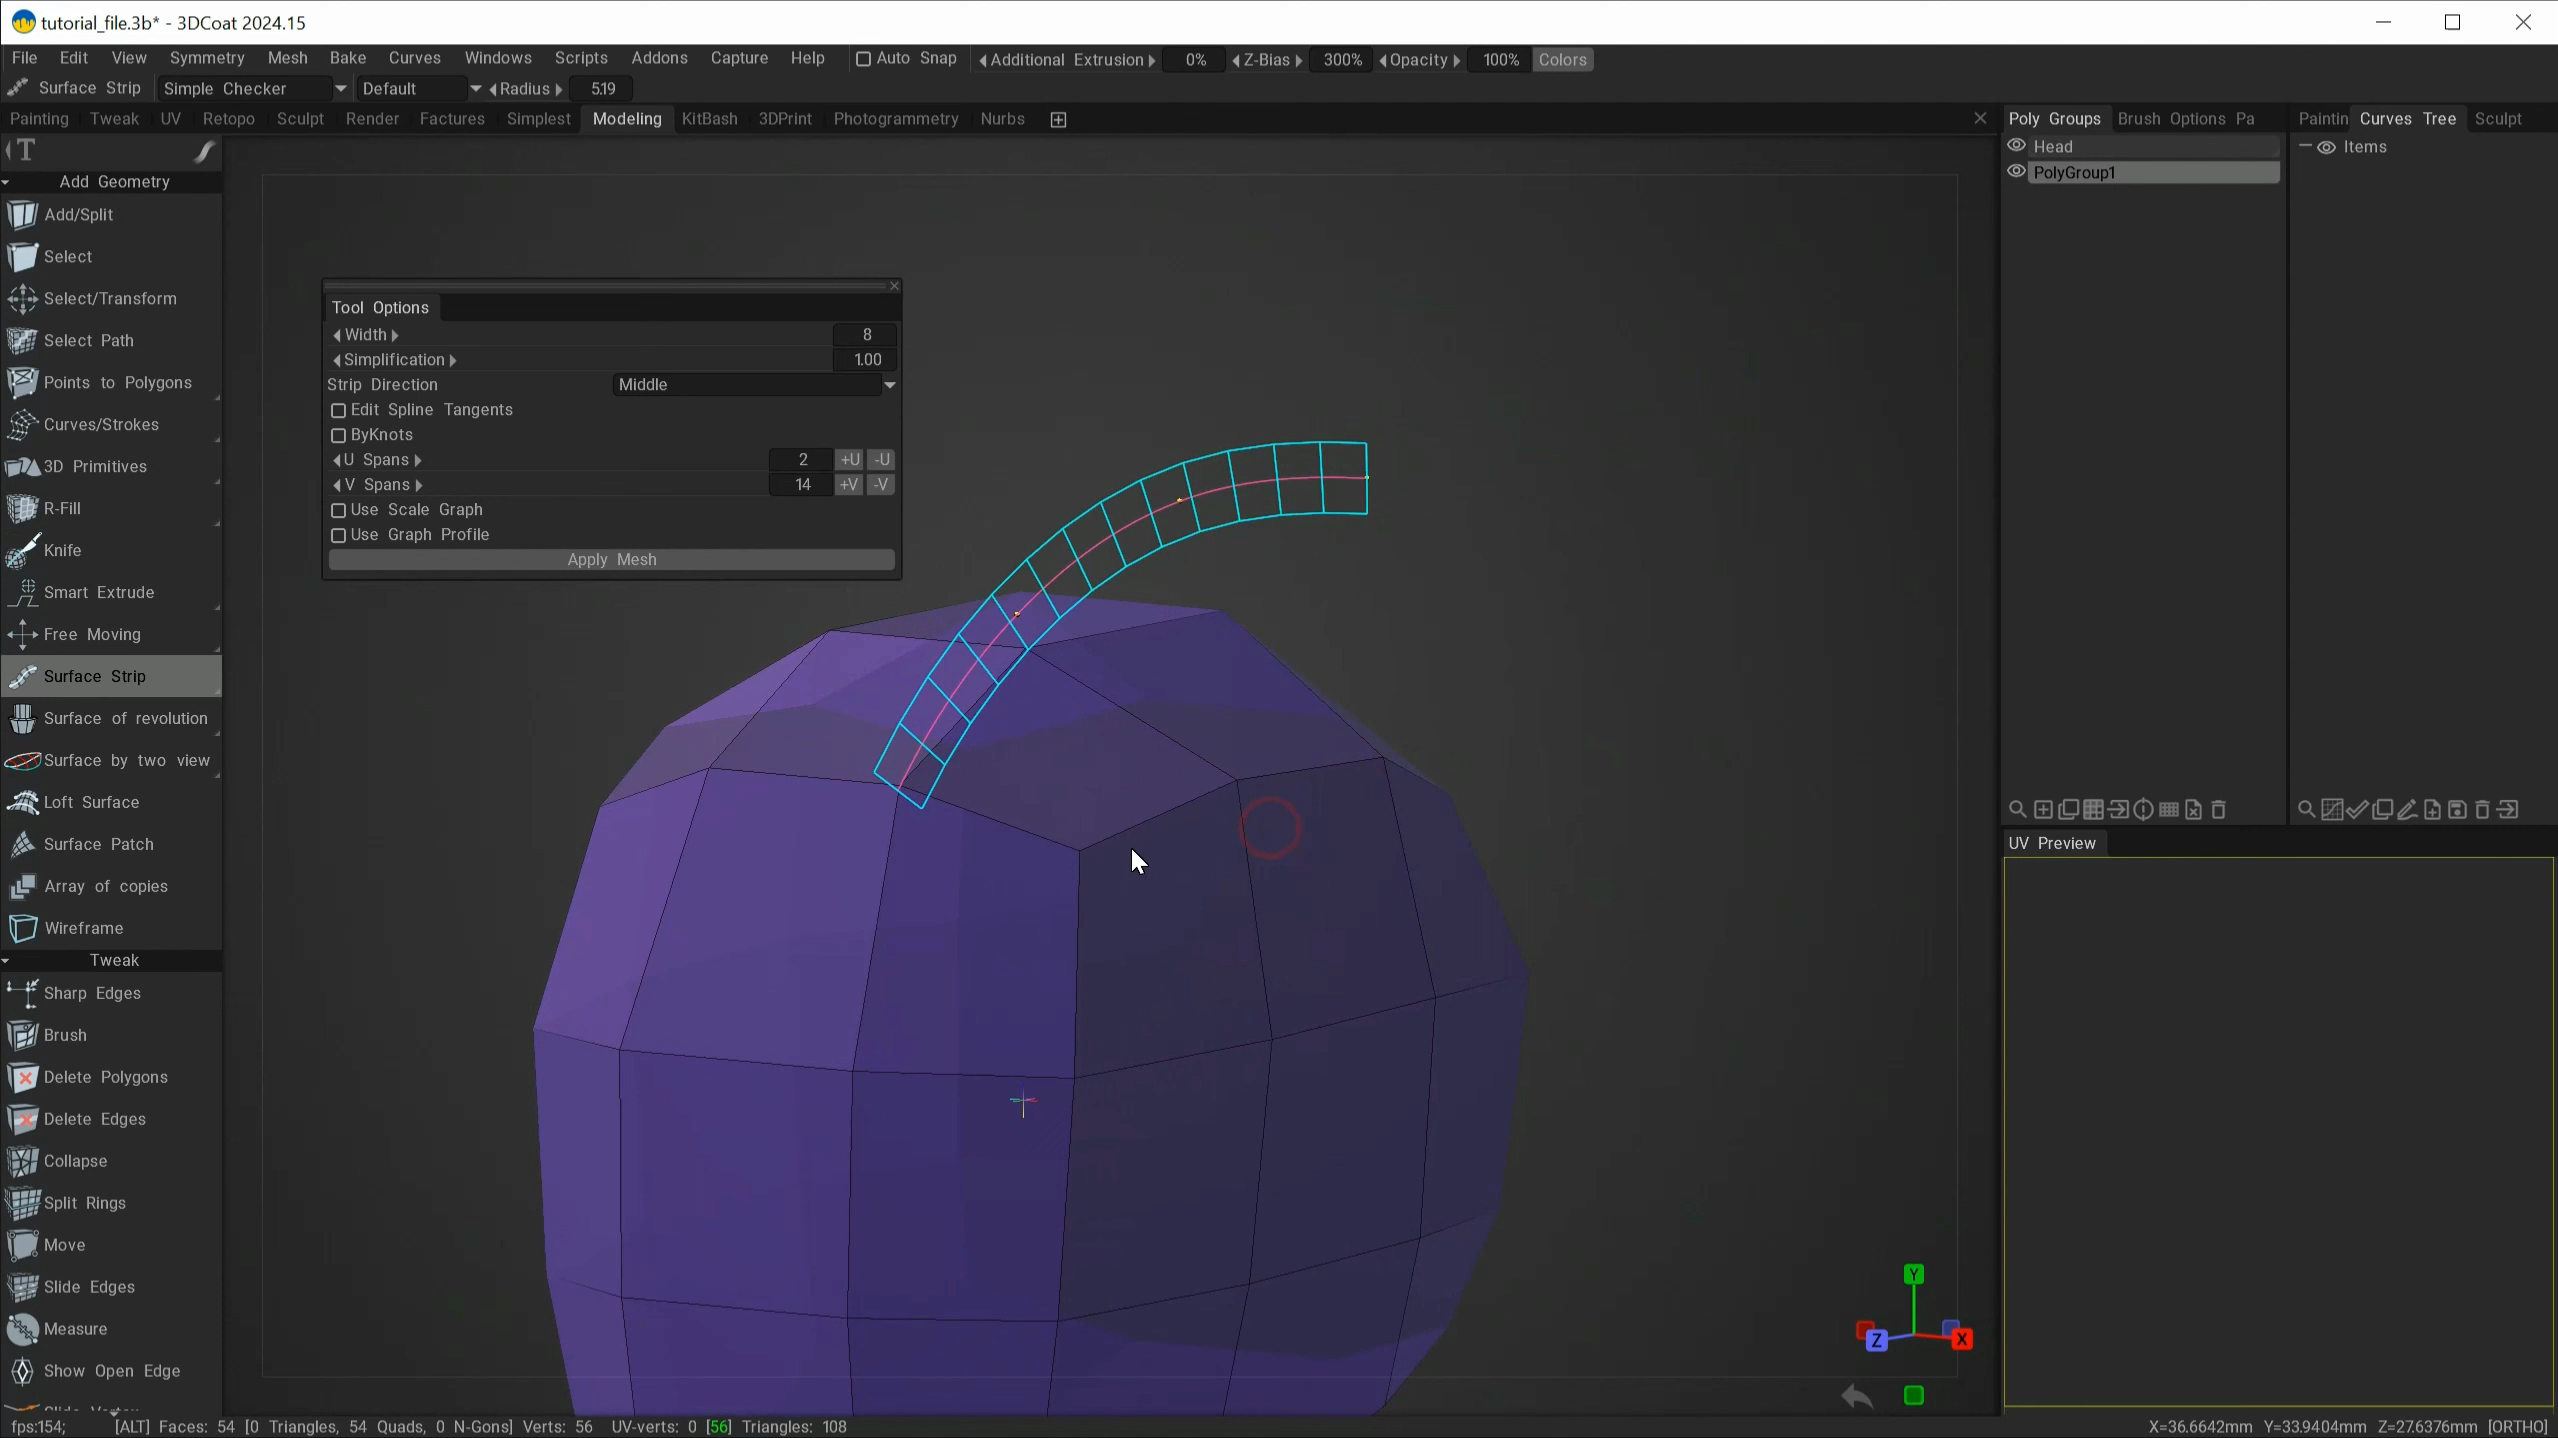 tutorial_file.3b* - 3DCoat 2024.15
File Edit View Symmetry Mesh Bake Curves Windows Scripts Addons Capture Help Auto Snap Additional Extrusion 0% Z-Bias 300% Opacity 100% Colors
Surface Strip Simple Checker Default Radius 5.19
Painting Tweak UV Retopo Sculpt Render Factures Simplest Modeling KitBash 3DPrint Photogrammetry Nurbs
T
Add Geometry
Add/Split
Select
Select/Transform
Select Path
Points to Polygons
Curves/Strokes
3D Primitives
R-Fill
Knife
Smart Extrude
Free Moving
Surface Strip
Surface of revolution
Surface by two view
Loft Surface
Surface Patch
Array of copies
Wireframe
Tweak
Sharp Edges
Brush
Delete Polygons
Delete Edges
Collapse
Split Rings
Move
Slide Edges
Measure
Show Open Edge
Tool Options
Width 8
Simplification 1.00
Strip Direction Middle
Edit Spline Tangents
ByKnots
U Spans 2 +U -U
V Spans 14 +V -V
Use Scale Graph
Use Graph Profile
Apply Mesh
Y
Z X
Poly Groups Brush Options Pa
Head
PolyGroup1
Paintin Curves Tree Sculpt
Items
UV Preview
fps:154; [ALT] Faces: 54 [0 Triangles, 54 Quads, 0 N-Gons] Verts: 56 UV-verts: 0 [56] Triangles: 108
X=36.6642mm Y=33.9404mm Z=27.6376mm [ORTHO]